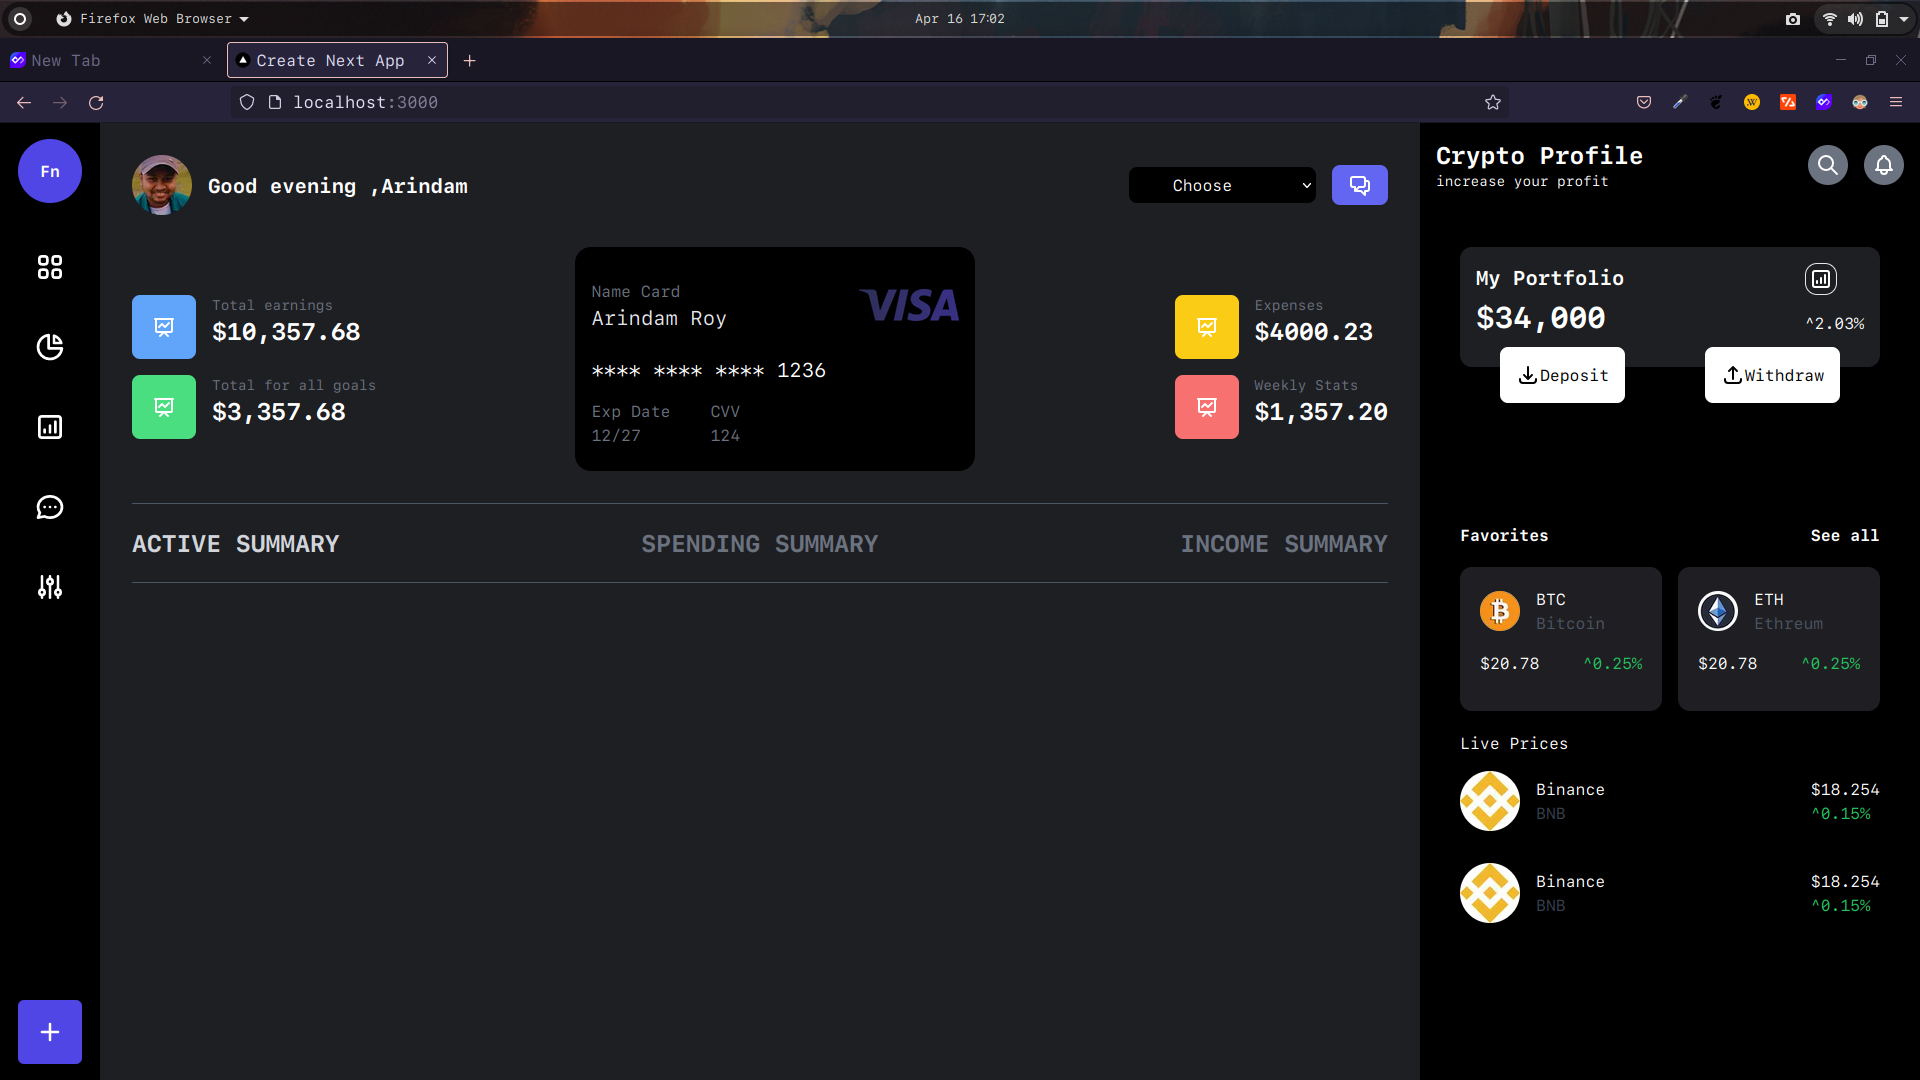 Firefox Web Browser
Apr 16 17:02
New Tab
Create Next App
localhost:3000
Fn
Good evening ,Arindam
Choose
Total earnings
$10,357.68
Total for all goals
$3,357.68
Name Card
Arindam Roy
VISA
**** **** **** 1236
Exp Date CVV
12/27 124
Expenses
$4000.23
Weekly Stats
$1,357.20
ACTIVE SUMMARY
SPENDING SUMMARY
INCOME SUMMARY
Crypto Profile
increase your profit
My Portfolio
$34,000
^2.03%
Deposit
Withdraw
Favorites
See all
BTC
Bitcoin
$20.78 ^0.25%
ETH
Ethreum
$20.78 ^0.25%
Live Prices
Binance $18.254
BNB ^0.15%
Binance $18.254
BNB ^0.15%